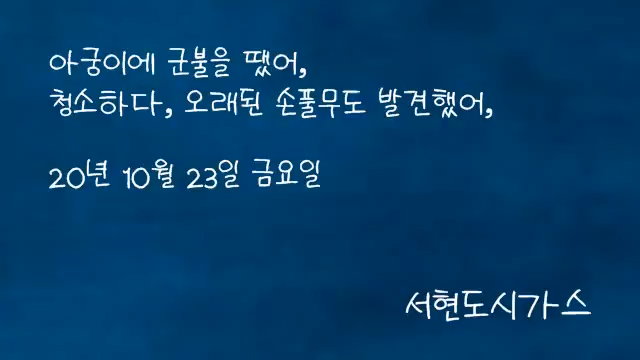 아궁이에 군불을 땠어,
청소하다, 오래된 손풀무도 발견했어,
20년 10월 23일 금요일
서현도시가스